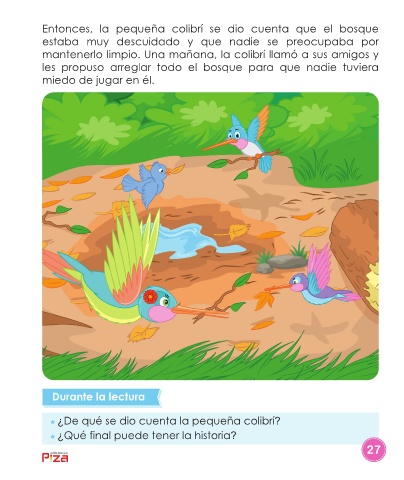 Entonces, la pequeña colibrí se dio cuenta que el bosque
estaba muy descuidado y que nadie se preocupaba por
mantenerlo limpio. Una mañana, la colibrí llamó a sus amigos y
les propuso arreglar todo el bosque para que nadie tuviera
miedo de jugar en él.
Durante la lectura
¿De qué se dio cuenta la pequeña colibrí?
¿Qué final puede tener la historia?
27
P'zA